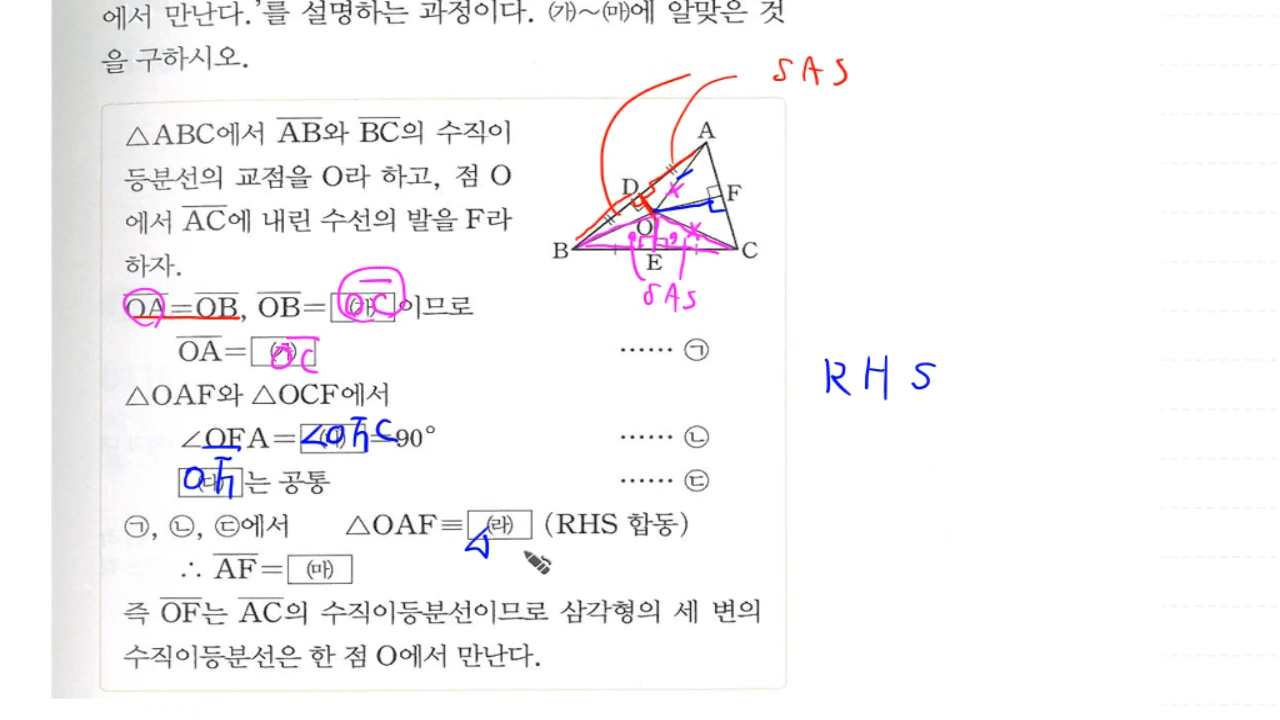 에서 만난다.’를 설명하는 과정이다. ㈎~㈒에 알맞은 것
을 구하시오.
SAS
△ABC에서 AB와 BC의 수직이
등분선의 교점을 O라 하고, 점 O
에서 AC에 내린 수선의 발을 F라
하자.
A
D
F
O
B
E
C
SAS
OA=OB, OB= ㈎ OC 이므로
OA= OC …… ㉠
△OAF와 △OCF에서
RHS
∠OFA= ∠OFC =90° …… ㉡
㈐ OF 는 공통 …… ㉢
㉠, ㉡, ㉢에서 △OAF≡ ㈑ △ (RHS 합동)
∴ AF= ㈒
즉 OF는 AC의 수직이등분선이므로 삼각형의 세 변의
수직이등분선은 한 점 O에서 만난다.